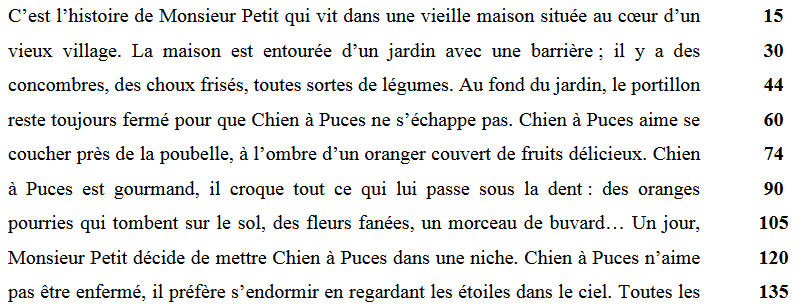 C’est l’histoire de Monsieur Petit qui vit dans une vieille maison située au cœur d’un 15
vieux village. La maison est entourée d’un jardin avec une barrière ; il y a des 30
concombres, des choux frisés, toutes sortes de légumes. Au fond du jardin, le portillon 44
reste toujours fermé pour que Chien à Puces ne s’échappe pas. Chien à Puces aime se 60
coucher près de la poubelle, à l’ombre d’un oranger couvert de fruits délicieux. Chien 74
à Puces est gourmand, il croque tout ce qui lui passe sous la dent : des oranges 90
pourries qui tombent sur le sol, des fleurs fanées, un morceau de buvard… Un jour, 105
Monsieur Petit décide de mettre Chien à Puces dans une niche. Chien à Puces n’aime 120
pas être enfermé, il préfère s’endormir en regardant les étoiles dans le ciel. Toutes les 135